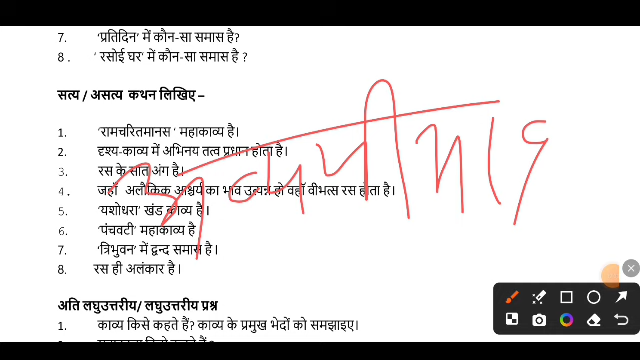 7. 'प्रतिदिन' में कौन-सा समास है?
8. ' रसोई घर' में कौन-सा समास है ?
सत्य / असत्य कथन लिखिए –
1. 'रामचरितमानस ' महाकाव्य है।
2. दृश्य-काव्य में अभिनय तत्व प्रधान होता है।
3. रस के सात अंग है।
4. जहाँ अलौकिक आश्चर्य का भाव उत्पन्न हो वहाँ वीभत्स रस होता है।
5. 'यशोधरा' खंड काव्य है।
6. 'पंचवटी' महाकाव्य है
7. 'त्रिभुवन' में द्वन्द समास है।
8. रस ही अलंकार है।
अति लघुउत्तरीय/ लघुउत्तरीय प्रश्न
1. काव्य किसे कहते हैं? काव्य के प्रमुख भेदों को समझाइए।